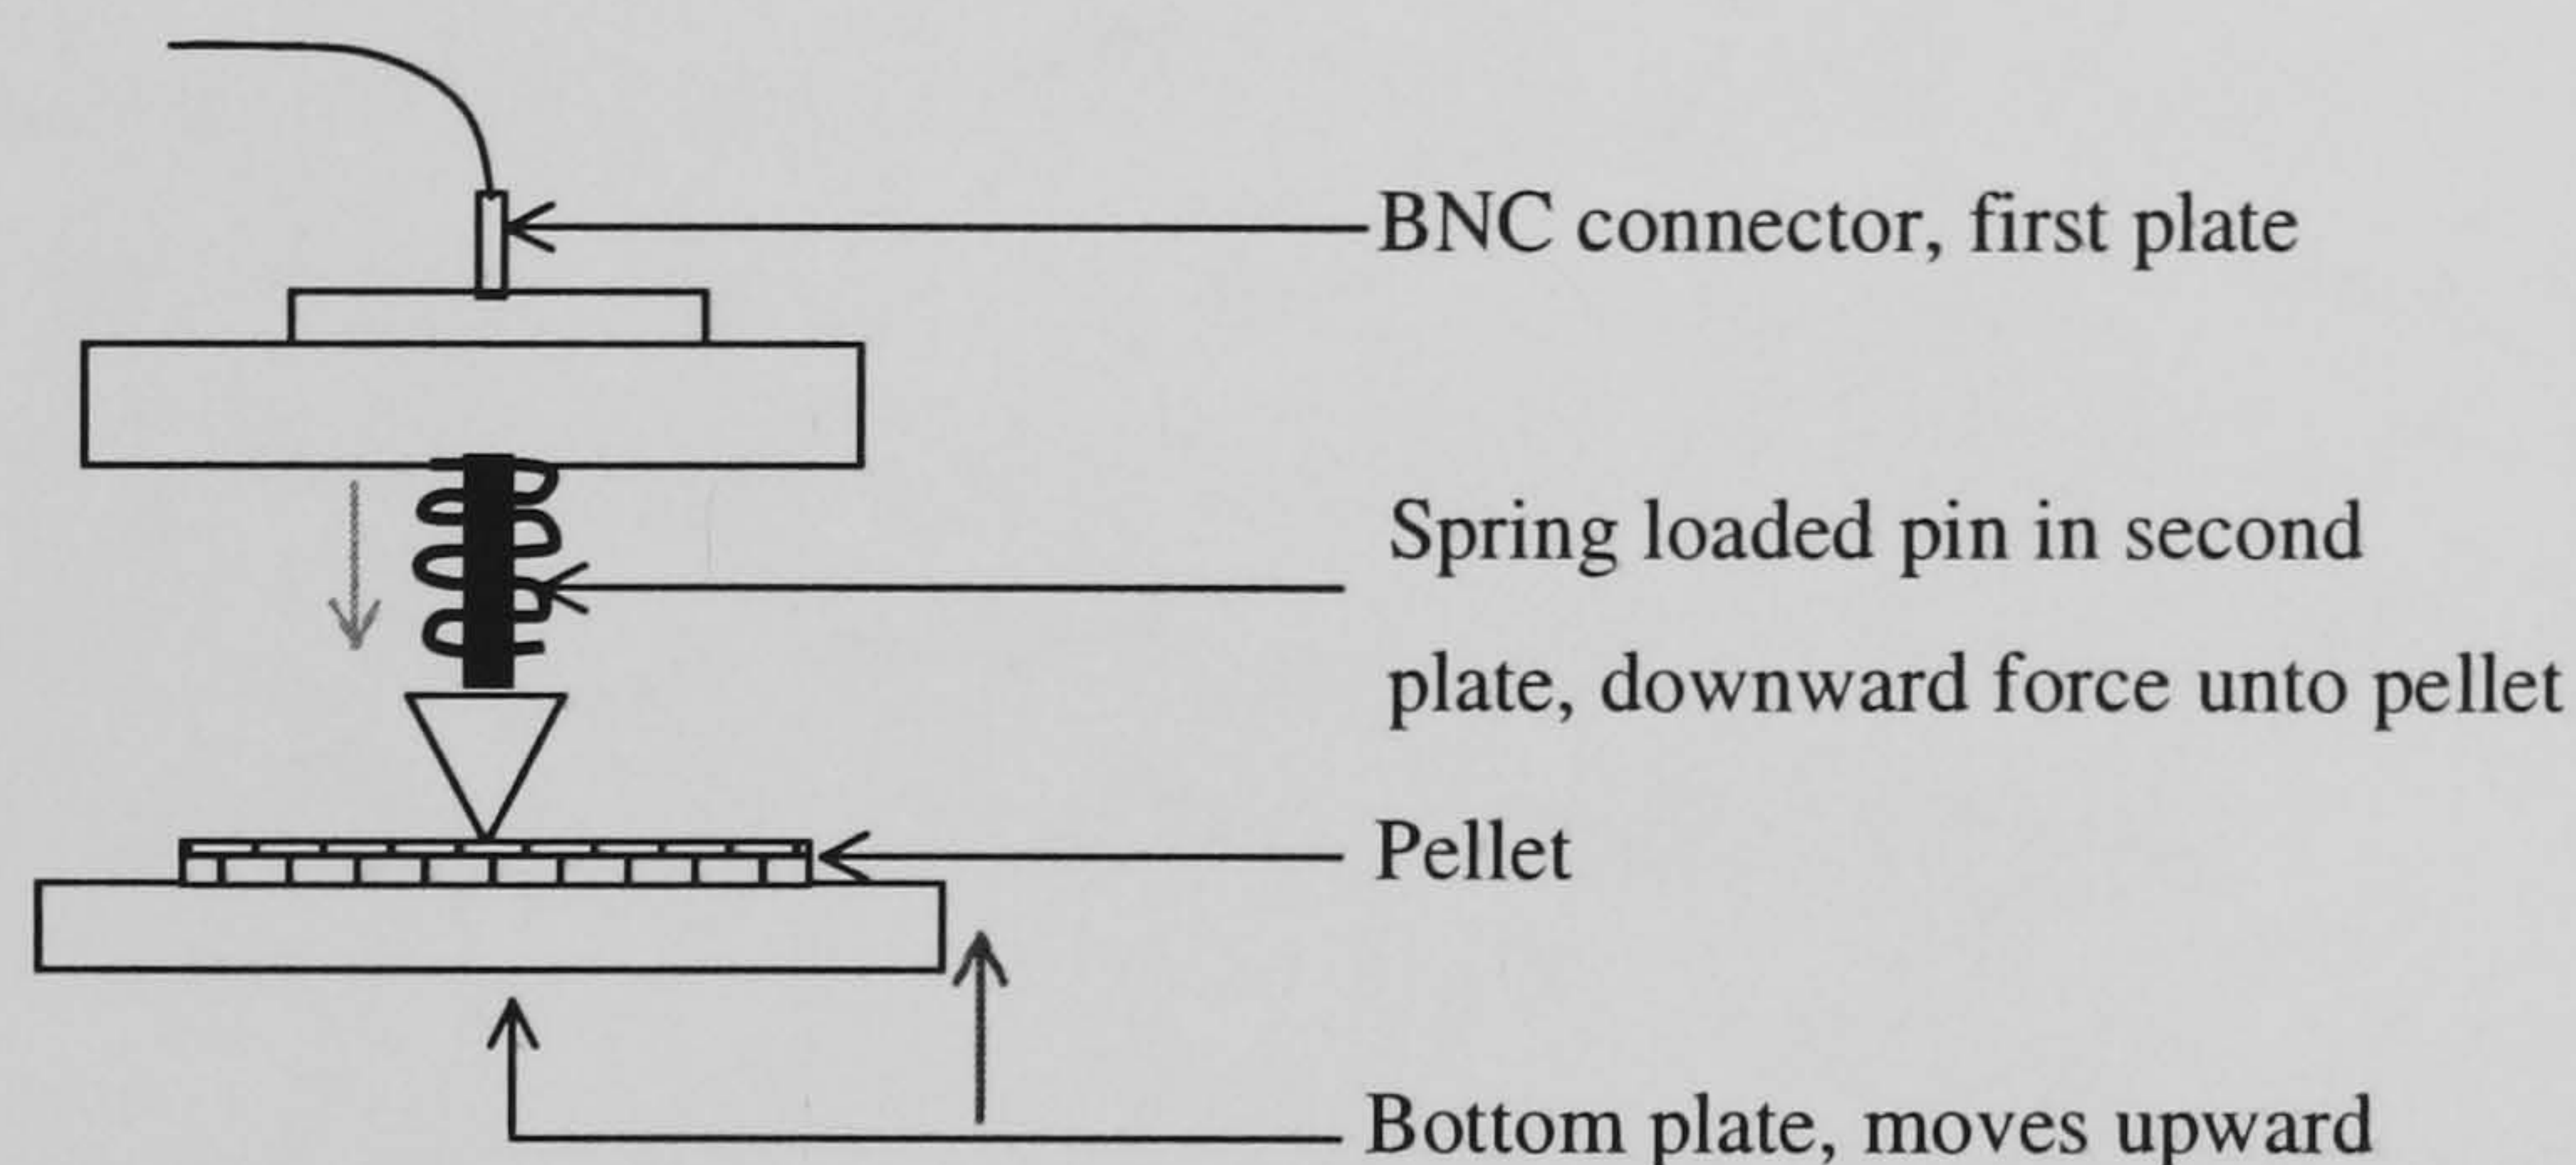 BNC connector, first plate
Spring loaded pin in second
plate, downward force unto pellet
Pellet
Bottom plate, moves upward